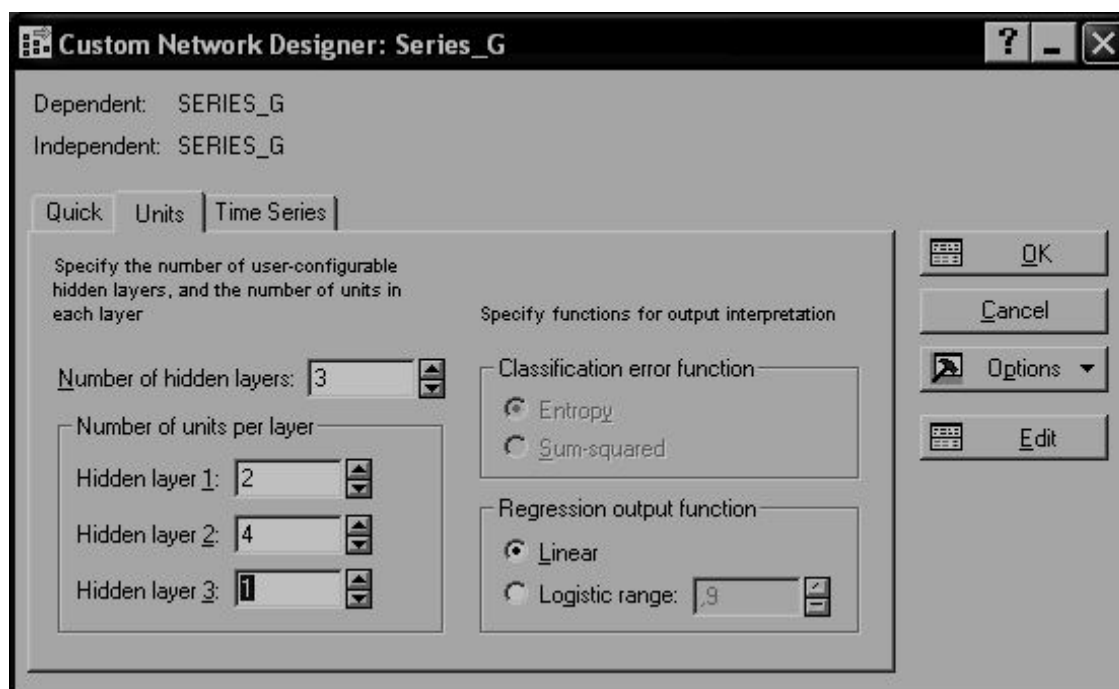 Custom Network Designer: Series_G
Dependent: SERIES_G
Independent: SERIES_G
Quick
Units
Time Series
Specify the number of user-configurable
hidden layers, and the number of units in
each layer
Number of hidden layers: 3
Number of units per layer
Hidden layer 1: 2
Hidden layer 2: 4
Hidden layer 3: 1
Specify functions for output interpretation
Classification error function
Entropy
Sum-squared
Regression output function
Linear
Logistic range: ,9
OK
Cancel
Options
Edit